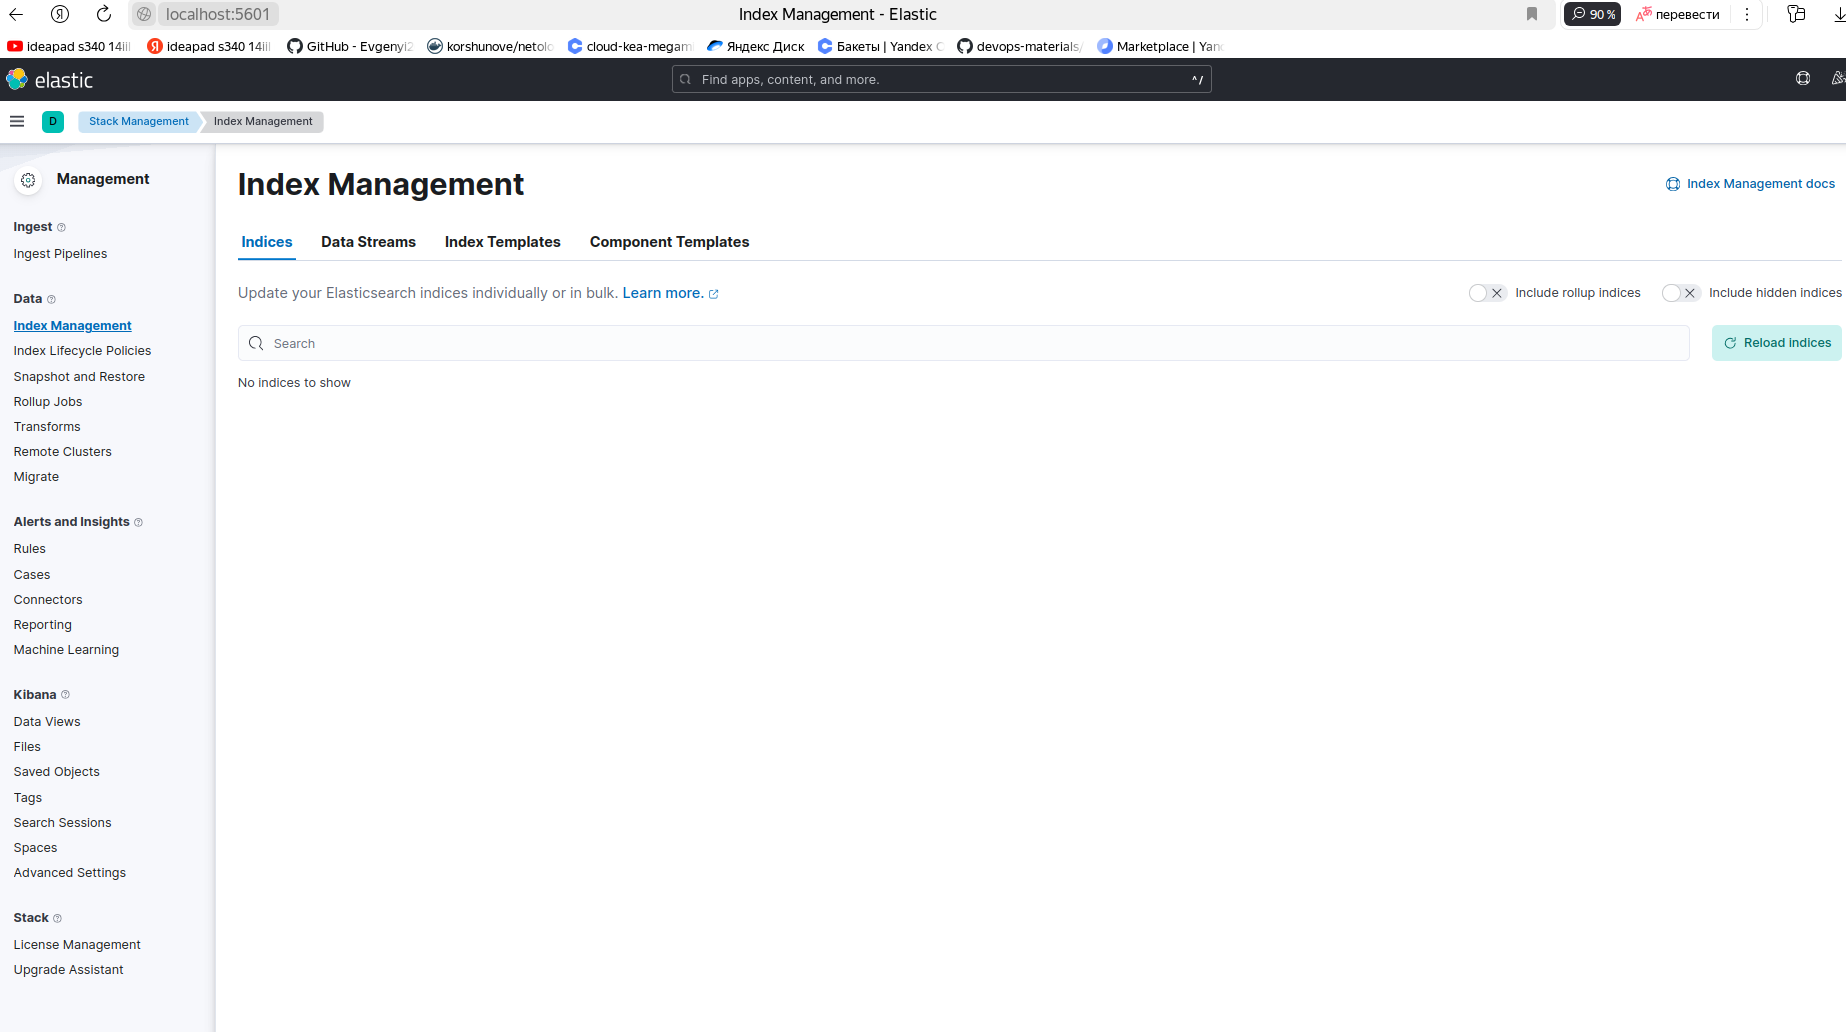 localhost:5601
Index Management - Elastic
90 %
перевести
ideapad s340 14iil
ideapad s340 14iil
GitHub - Evgenyi2
korshunove/netolo
cloud-kea-megam
Яндекс Диск
Бакеты | Yandex C
devops-materials/
Marketplace | Yan
elastic
Find apps, content, and more.
^/
D
Stack Management
Index Management
Management
Ingest
Ingest Pipelines
Data
Index Management
Index Lifecycle Policies
Snapshot and Restore
Rollup Jobs
Transforms
Remote Clusters
Migrate
Alerts and Insights
Rules
Cases
Connectors
Reporting
Machine Learning
Kibana
Data Views
Files
Saved Objects
Tags
Search Sessions
Spaces
Advanced Settings
Stack
License Management
Upgrade Assistant
Index Management
Index Management docs
Indices
Data Streams
Index Templates
Component Templates
Update your Elasticsearch indices individually or in bulk. Learn more.
Include rollup indices
Include hidden indices
Search
Reload indices
No indices to show